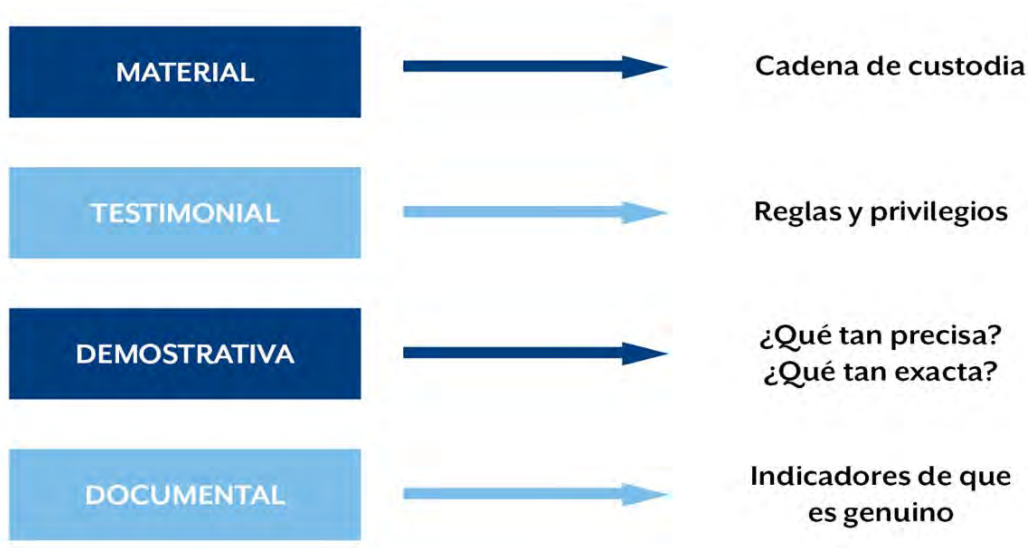 MATERIAL
Cadena de custodia
TESTIMONIAL
Reglas y privilegios
DEMOSTRATIVA
¿Qué tan precisa?
¿Qué tan exacta?
DOCUMENTAL
Indicadores de que
es genuino